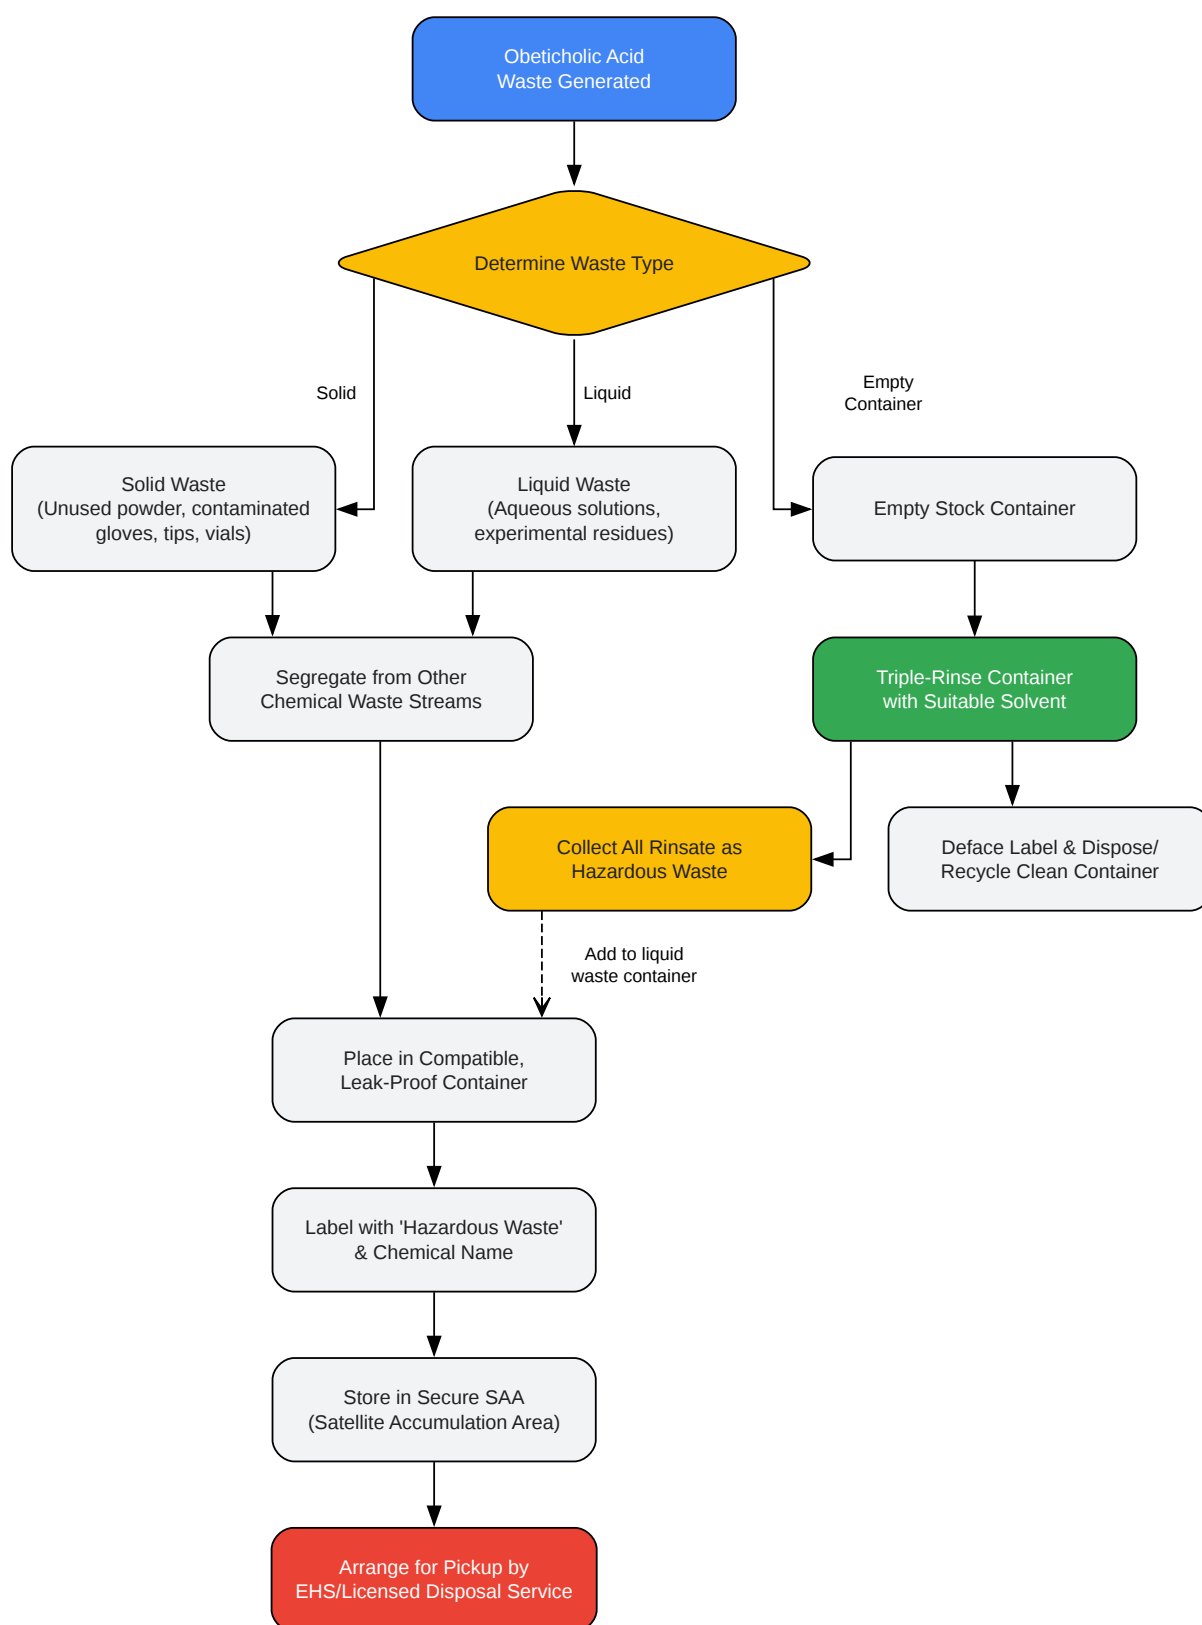 Obeticholic Acid
Waste Generated
Determine Waste Type
Solid
Liquid
Empty
Container
Solid Waste
(Unused powder, contaminated
gloves, tips, vials)
Liquid Waste
(Aqueous solutions,
experimental residues)
Empty Stock Container
Segregate from Other
Chemical Waste Streams
Triple-Rinse Container
with Suitable Solvent
Collect All Rinsate as
Hazardous Waste
Deface Label & Dispose/
Recycle Clean Container
Add to liquid
waste container
Place in Compatible,
Leak-Proof Container
Label with 'Hazardous Waste'
& Chemical Name
Store in Secure SAA
(Satellite Accumulation Area)
Arrange for Pickup by
EHS/Licensed Disposal Service